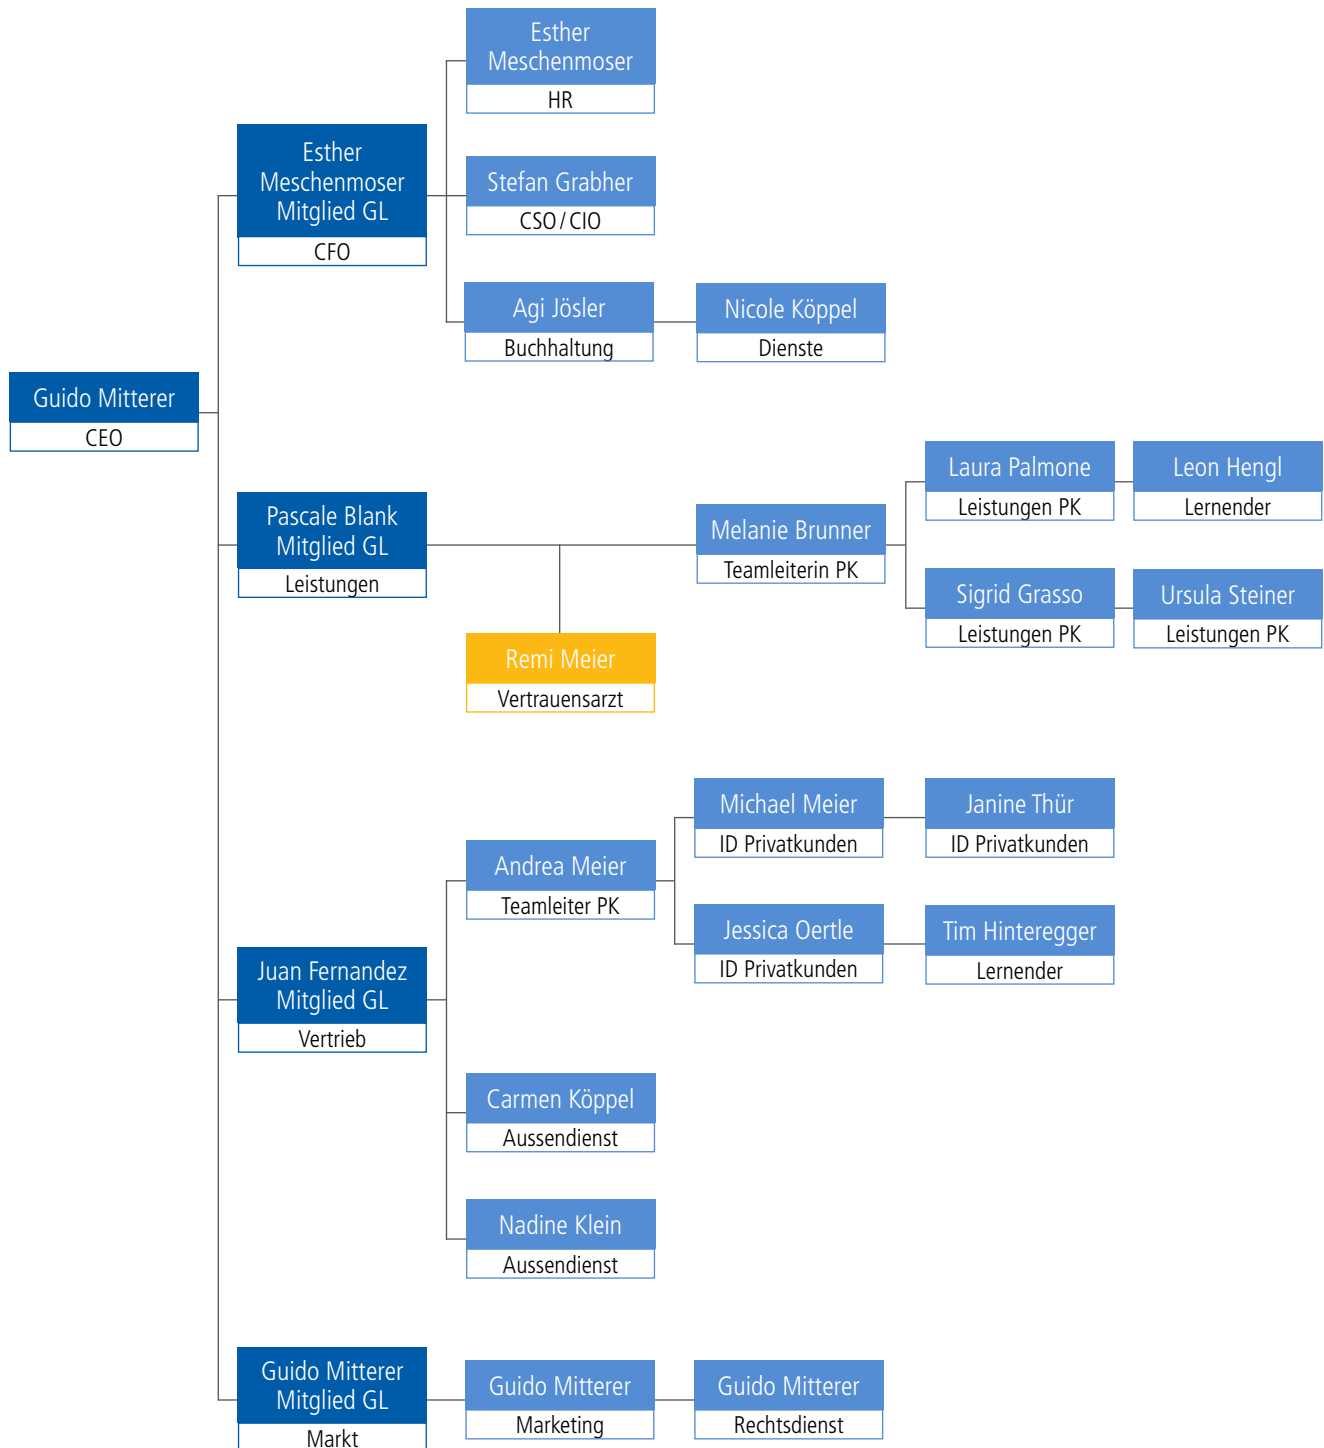 Guido Mitterer
CEO
Esther
Meschenmoser
Mitglied GL
CFO
Esther
Meschenmoser
HR
Stefan Grabher
CSO / CIO
Agi Jösler
Buchhaltung
Nicole Köppel
Dienste
Pascale Blank
Mitglied GL
Leistungen
Remi Meier
Vertrauensarzt
Melanie Brunner
Teamleiterin PK
Laura Palmone
Leistungen PK
Leon Hengl
Lernender
Sigrid Grasso
Leistungen PK
Ursula Steiner
Leistungen PK
Juan Fernandez
Mitglied GL
Vertrieb
Andrea Meier
Teamleiter PK
Michael Meier
ID Privatkunden
Janine Thür
ID Privatkunden
Jessica Oertle
ID Privatkunden
Tim Hinteregger
Lernender
Carmen Köppel
Aussendienst
Nadine Klein
Aussendienst
Guido Mitterer
Mitglied GL
Markt
Guido Mitterer
Marketing
Guido Mitterer
Rechtsdienst